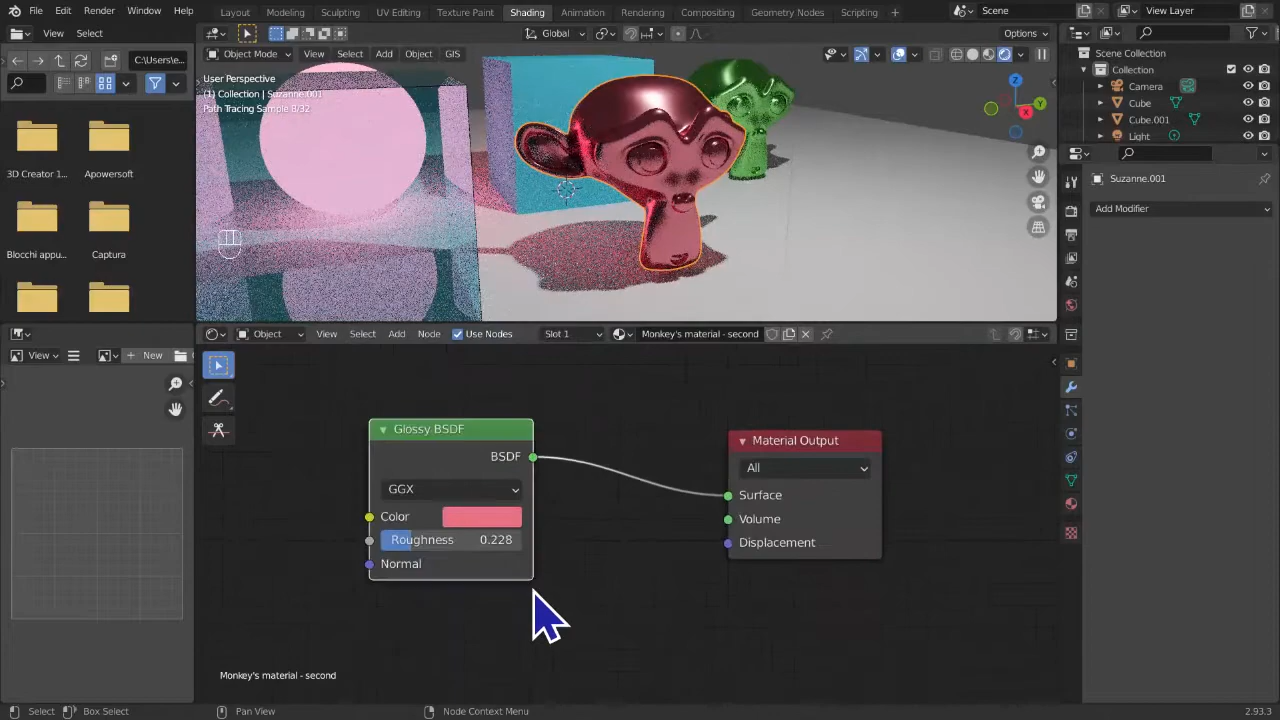 File Edit Render Window Help Layout Modeling Sculpting UV Editing Texture Paint Shading Animation Rendering Compositing Geometry Nodes Scripting + Scene View Layer
View Select Global Options
C:\Users\e...
Object Mode View Select Add Object GIS
User Perspective
(1) Collection | Suzanne.001
Path Tracing Sample 8/32
3D Creator 1...
Apowersoft
Blocchi appu...
Captura
Z
Y
X
Scene Collection
Collection
Camera
Cube
Cube.001
Light
Suzanne.001
Add Modifier
Object View Select Add Node Use Nodes Slot 1 Monkey's material - second
View + New
Glossy BSDF
BSDF
GGX
Color
Roughness 0.228
Normal
Material Output
All
Surface
Volume
Displacement
Monkey's material - second
Select Box Select Pan View Node Context Menu 2.93.3